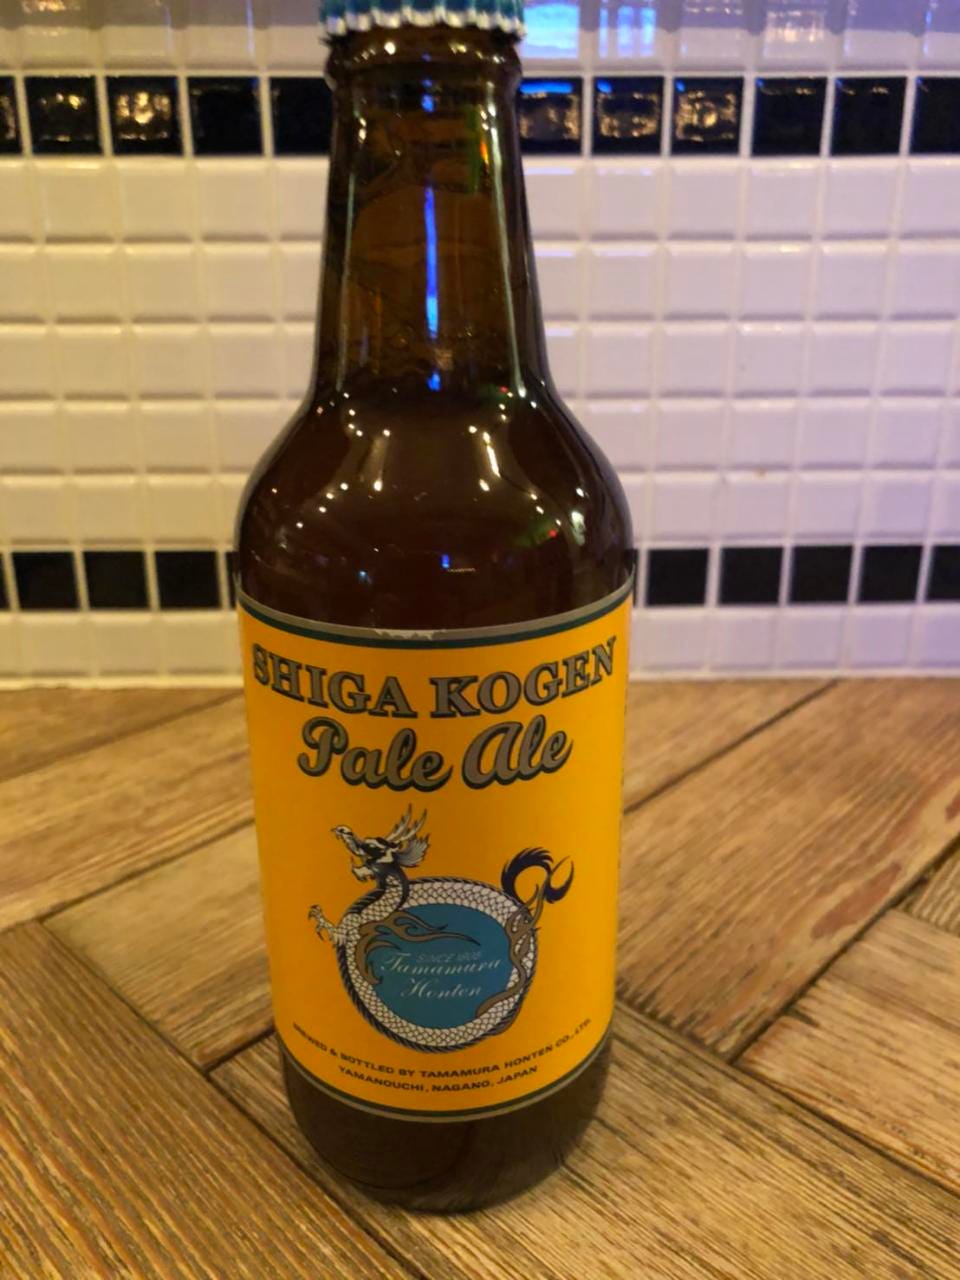 SHIGA KOGEN
Pale Ale
SINCE 1805
Tamamura
Honten
BREWED & BOTTLED BY TAMAMURA HONTEN CO., LTD.
YAMANOUCHI, NAGANO, JAPAN